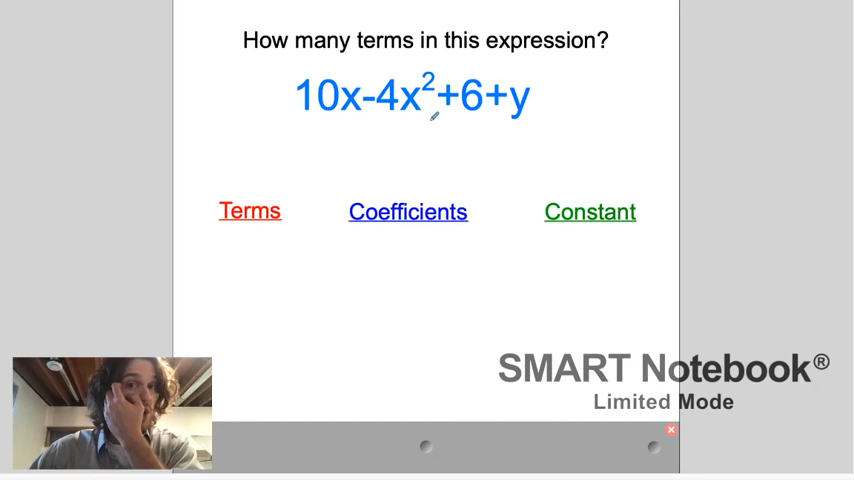 How many terms in this expression?
10x-4x²+6+y
Terms Coefficients Constant
SMART Notebook®
Limited Mode